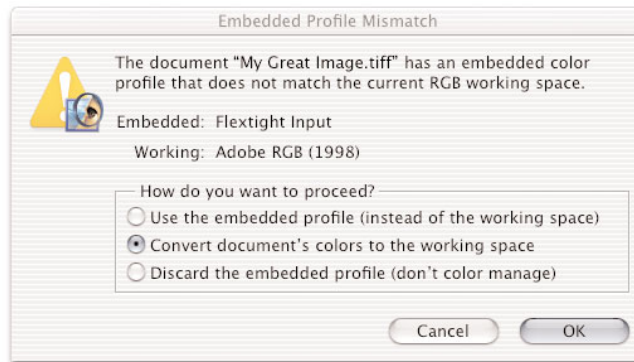 Embedded Profile Mismatch
The document “My Great Image.tiff” has an embedded color
profile that does not match the current RGB working space.
Embedded: Flextight Input
Working: Adobe RGB (1998)
How do you want to proceed?
Use the embedded profile (instead of the working space)
Convert document’s colors to the working space
Discard the embedded profile (don’t color manage)
Cancel OK